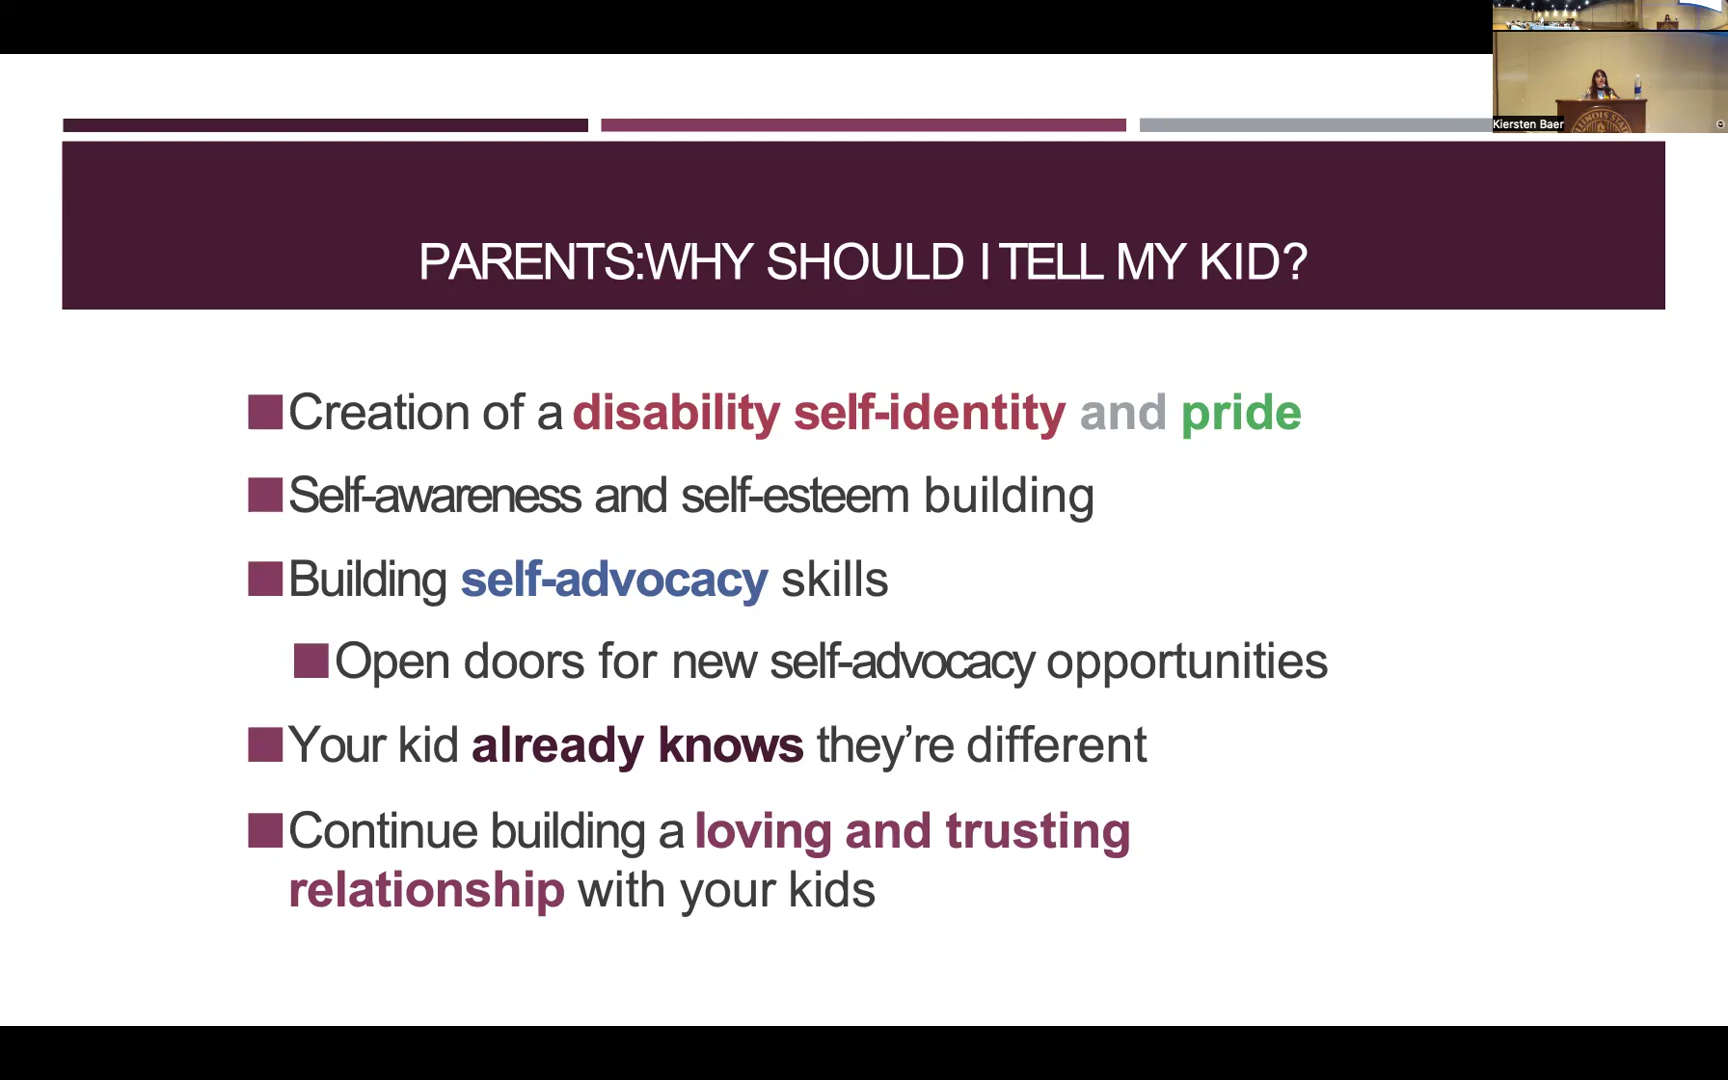 Kiersten Baer
ILLINOIS STATE
PARENTS:WHY SHOULD I TELL MY KID?
Creation of a disability self-identity and pride
Self-awareness and self-esteem building
Building self-advocacy skills
Open doors for new self-advocacy opportunities
Your kid already knows they’re different
Continue building a loving and trusting
relationship with your kids